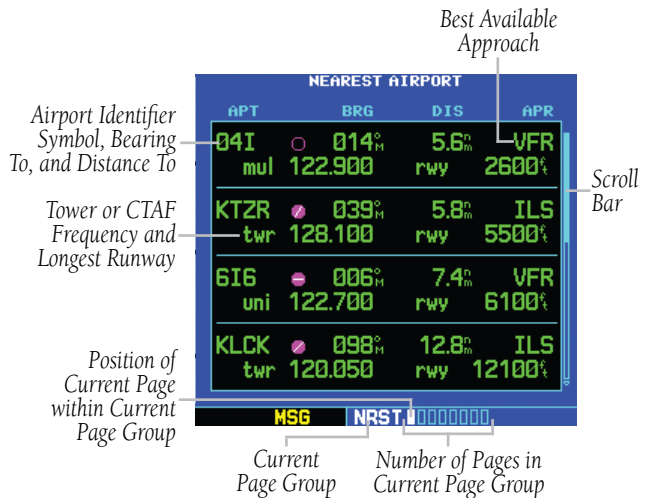 Best Available
Approach
NEAREST AIRPORT
APT BRG DIS APR
Airport Identifier
Symbol, Bearing
To, and Distance To
04I 014°M 5.6nm VFR
mul 122.900 rwy 2600ft
Scroll
Bar
KTZR 039°M 5.8nm ILS
twr 128.100 rwy 5500ft
Tower or CTAF
Frequency and
Longest Runway
6I6 006°M 7.4nm VFR
uni 122.700 rwy 6100ft
KLCK 098°M 12.8nm ILS
twr 120.050 rwy 12100ft
Position of
Current Page
within Current
Page Group
MSG NRST
Current
Page Group
Number of Pages in
Current Page Group